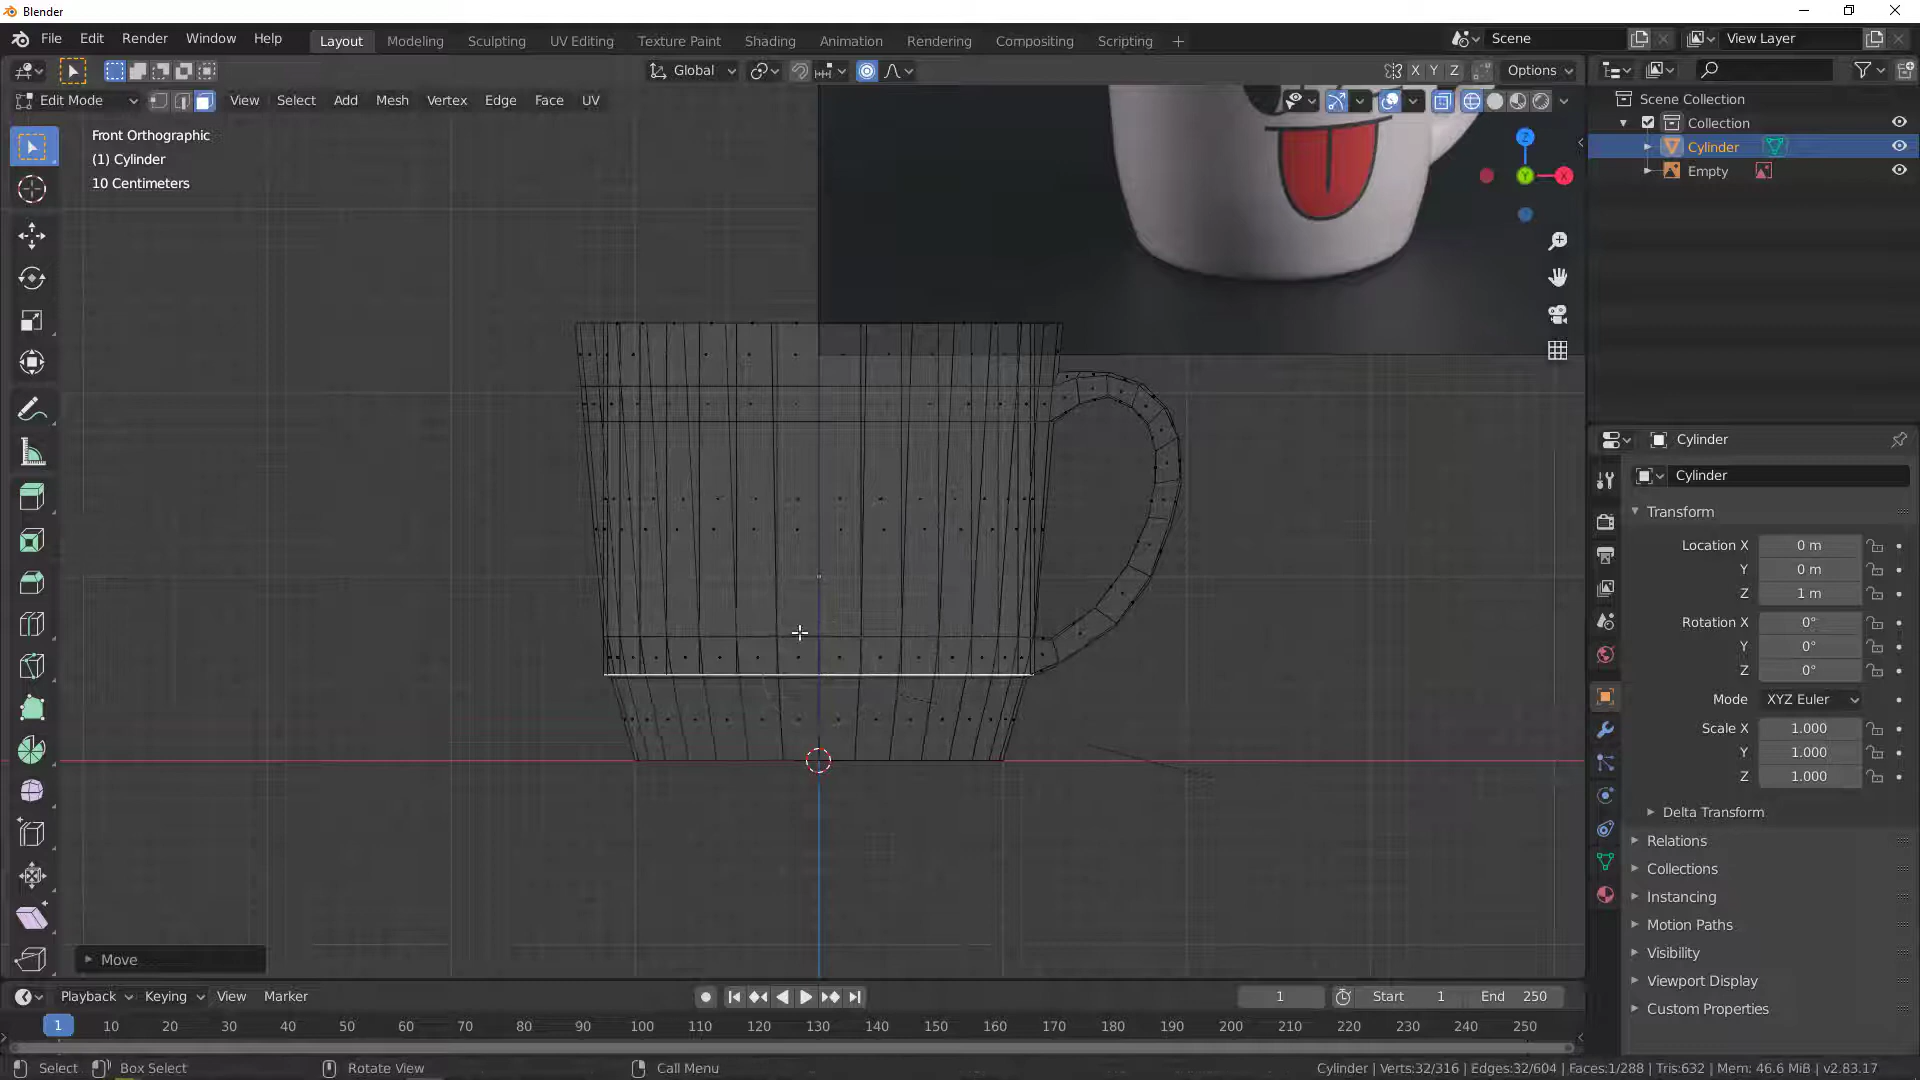 Blender
File Edit Render Window Help
Layout Modeling Sculpting UV Editing Texture Paint Shading Animation Rendering Compositing Scripting +
Scene
View Layer
Global
X Y Z
Options
Edit Mode
View Select Add Mesh Vertex Edge Face UV
Scene Collection
Collection
Cylinder
Empty
Front Orthographic
(1) Cylinder
10 Centimeters
Z
Y
X
Cylinder
Cylinder
Transform
Location X 0 m
Y 0 m
Z 1 m
Rotation X 0°
Y 0°
Z 0°
Mode XYZ Euler
Scale X 1.000
Y 1.000
Z 1.000
Delta Transform
Relations
Collections
Instancing
Motion Paths
Visibility
Viewport Display
Custom Properties
Move
Playback Keying View Marker
1
Start 1
End 250
1 10 20 30 40 50 60 70 80 90 100 110 120 130 140 150 160 170 180 190 200 210 220 230 240 250
Select
Box Select
Rotate View
Call Menu
Cylinder | Verts:32/316 | Edges:32/604 | Faces:1/288 | Tris:632 | Mem: 46.6 MiB | v2.83.17